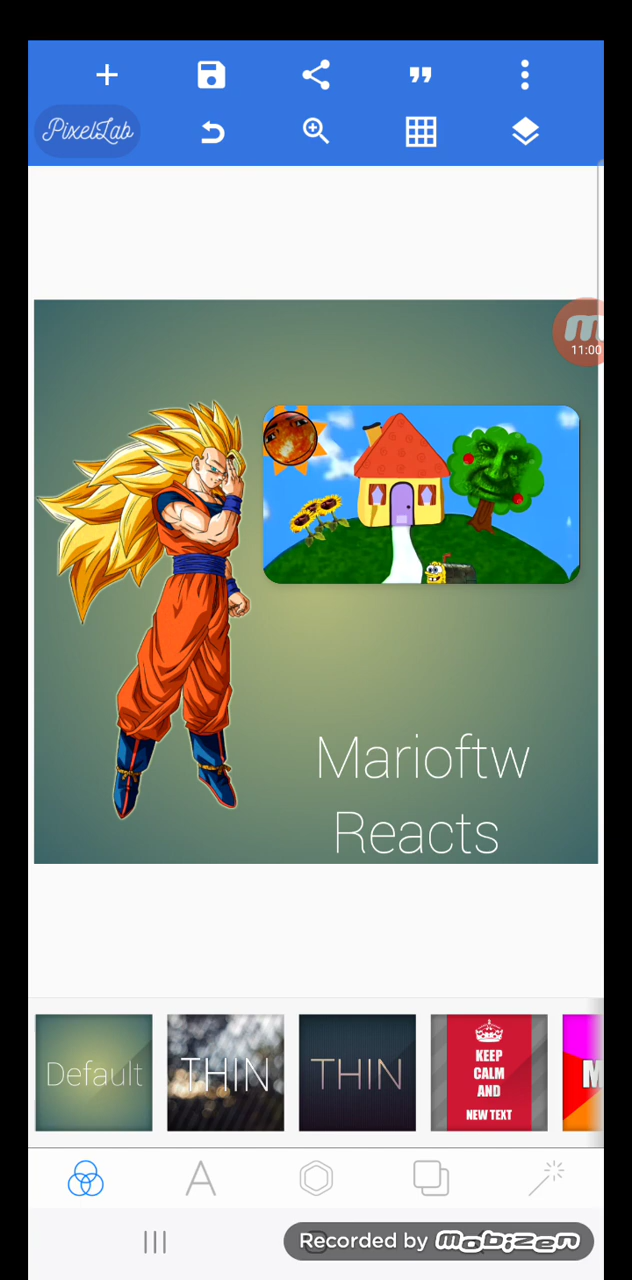 PixelLab
11:00
Marioftw
Reacts
Default
THIN
THIN
KEEP
CALM
AND
NEW TEXT
M
Recorded by mobizen